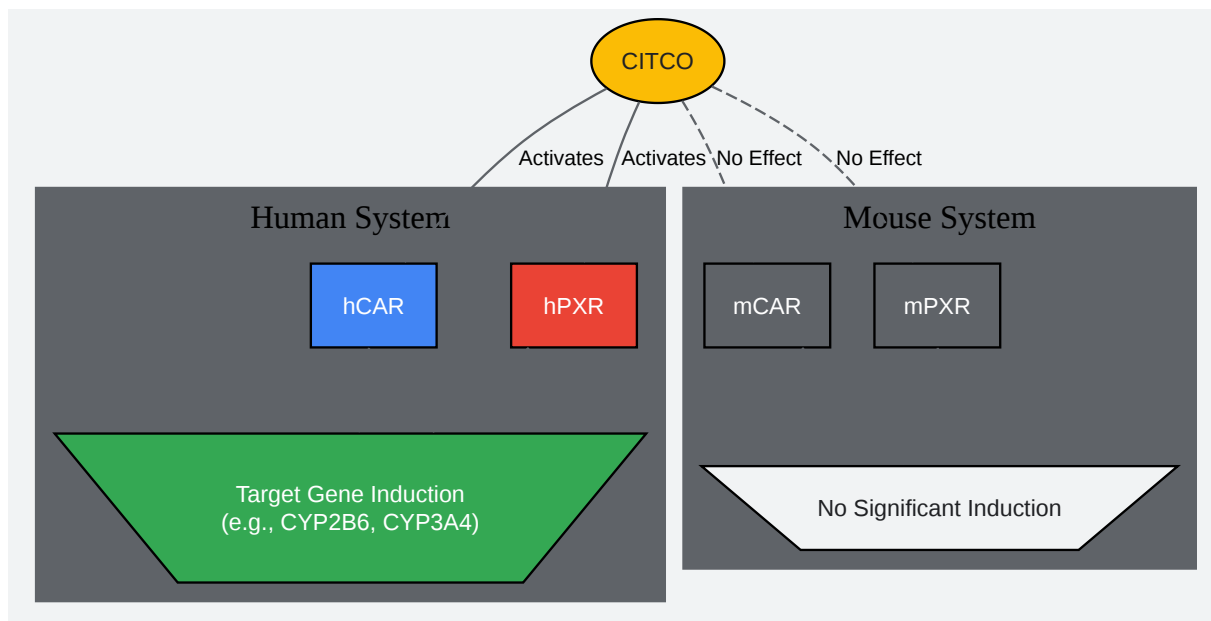 CITCO
Activates
Activates
No Effect
No Effect
Human System
Mouse System
hCAR
hPXR
mCAR
mPXR
Target Gene Induction
(e.g., CYP2B6, CYP3A4)
No Significant Induction